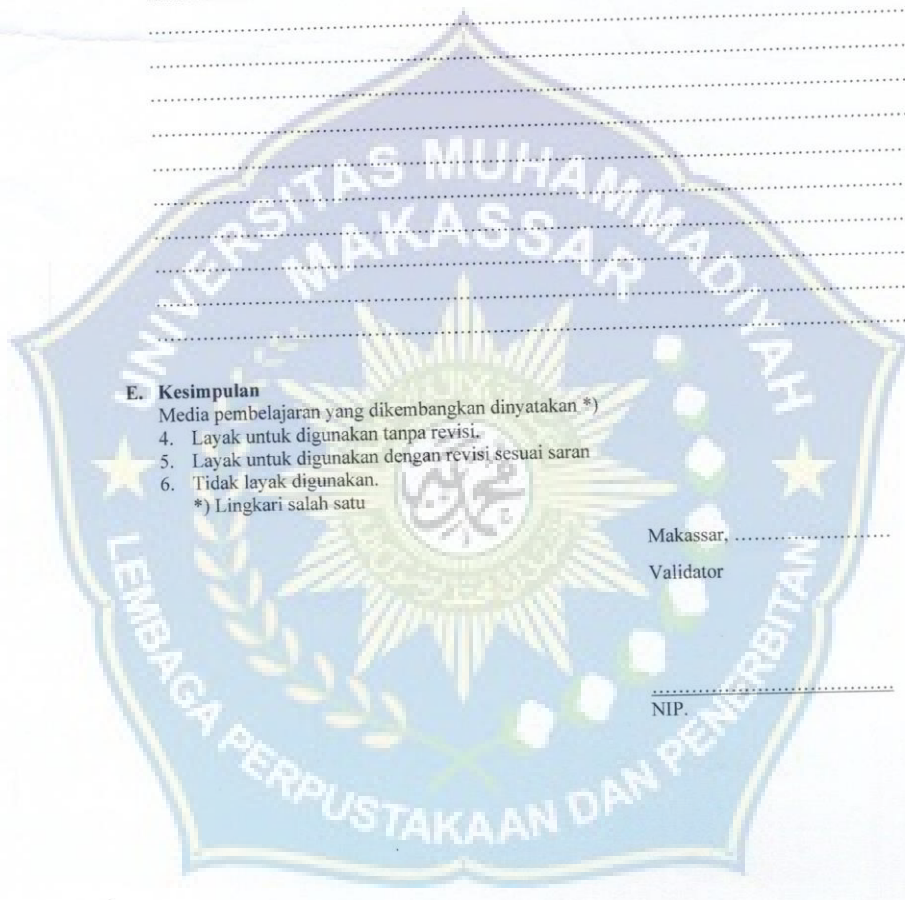 E. Kesimpulan
Media pembelajaran yang dikembangkan dinyatakan *)
4. Layak untuk digunakan tanpa revisi.
5. Layak untuk digunakan dengan revisi sesuai saran
6. Tidak layak digunakan.
*) Lingkari salah satu
Makassar, ........................
Validator
NIP.
UNIVERSITAS MUHAMMADIYAH
MAKASSAR
LEMBAGA PERPUSTAKAAN DAN PENERBITAN